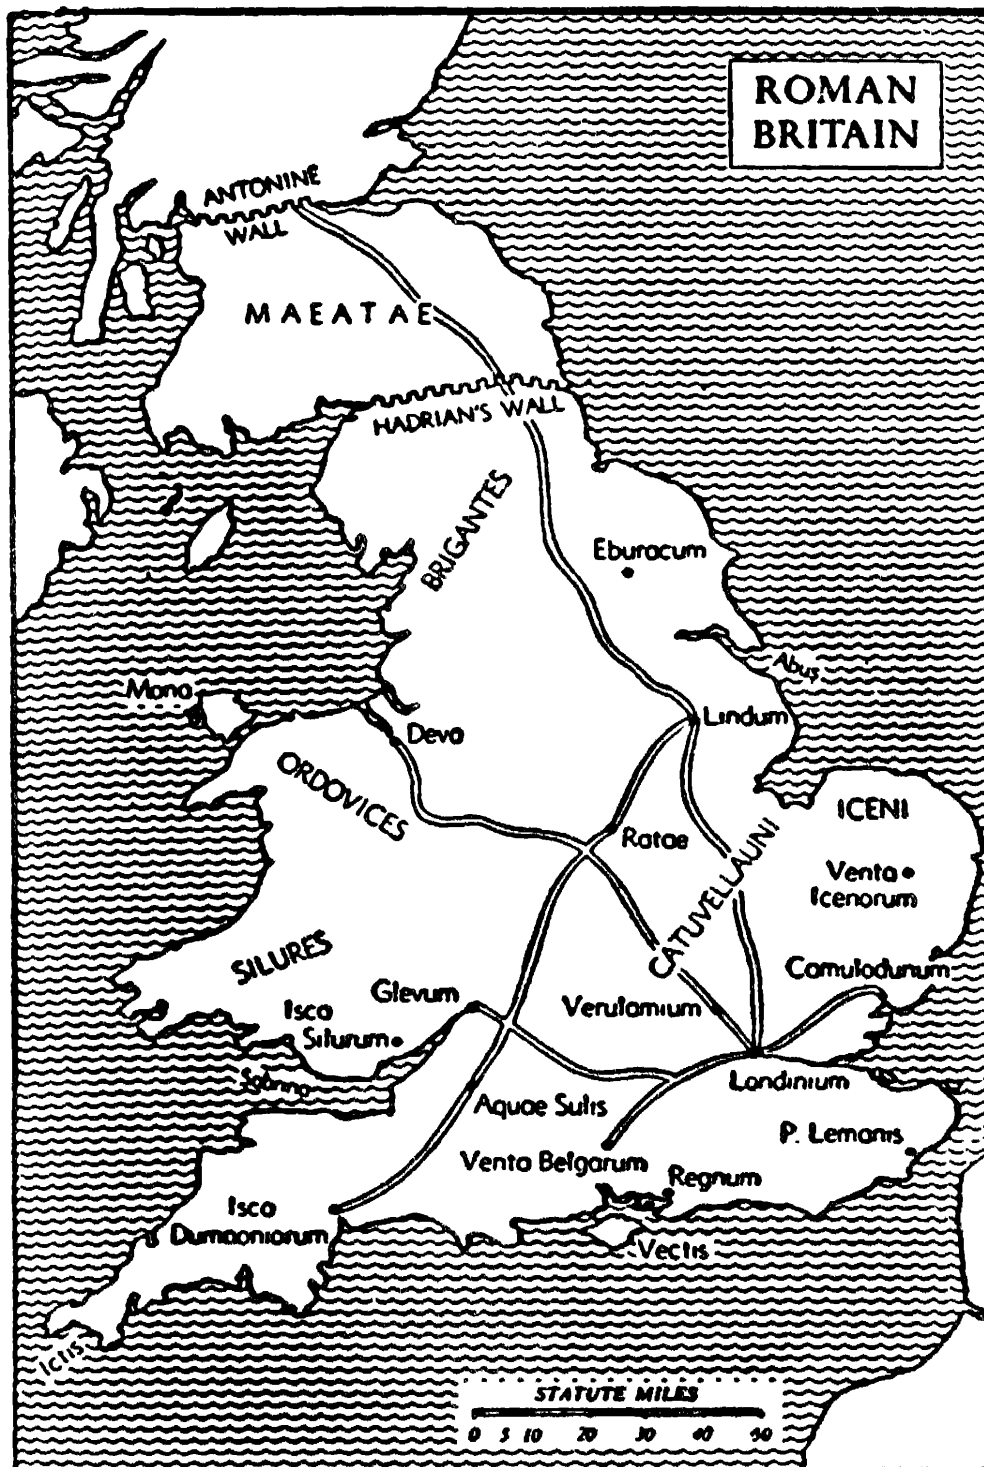 ROMAN
BRITAIN
ANTONINE
WALL
MAEATAE
HADRIAN'S WALL
BRIGANTES
Eburacum
Abus
Mona
Lindum
Deva
ORDOVICES
ICENI
Ratae
CATUVELLAUNI
Venta
Icenorum
SILURES
Camulodunum
Glevum
Isca
Silurum
Verulamium
Sabrina
Londinium
Aquae Sulis
P. Lemanis
Venta Belgarum
Regnum
Isca
Dumnoniorum
Vectis
Ictis
STATUTE MILES
0 5 10 20 30 40 50